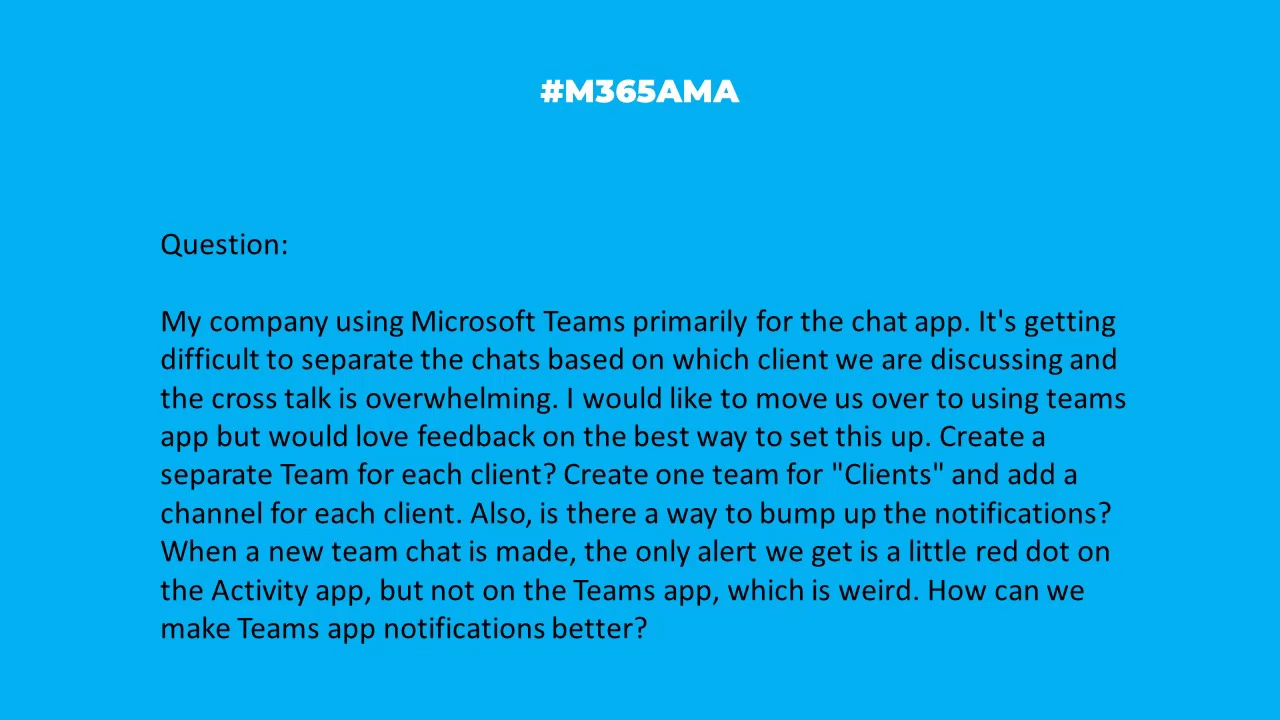 #M365AMA
Question:
My company using Microsoft Teams primarily for the chat app. It's getting
difficult to separate the chats based on which client we are discussing and
the cross talk is overwhelming. I would like to move us over to using teams
app but would love feedback on the best way to set this up. Create a
separate Team for each client? Create one team for "Clients" and add a
channel for each client. Also, is there a way to bump up the notifications?
When a new team chat is made, the only alert we get is a little red dot on
the Activity app, but not on the Teams app, which is weird. How can we
make Teams app notifications better?